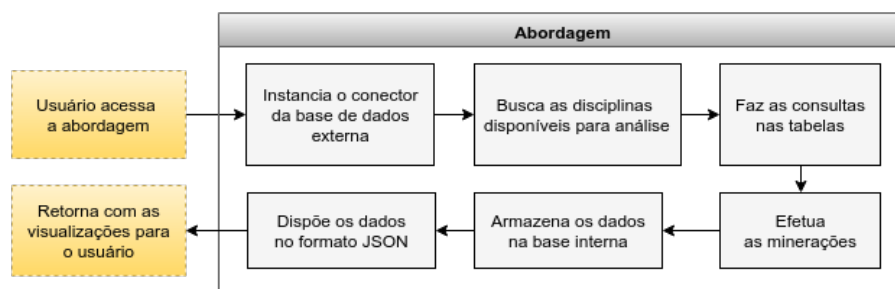 Abordagem
Usuário acessa
a abordagem
Instancia o conector
da base de dados
externa
Busca as disciplinas
disponíveis para análise
Faz as consultas
nas tabelas
Efetua
as minerações
Armazena os dados
na base interna
Dispõe os dados
no formato JSON
Retorna com as
visualizações para
o usuário